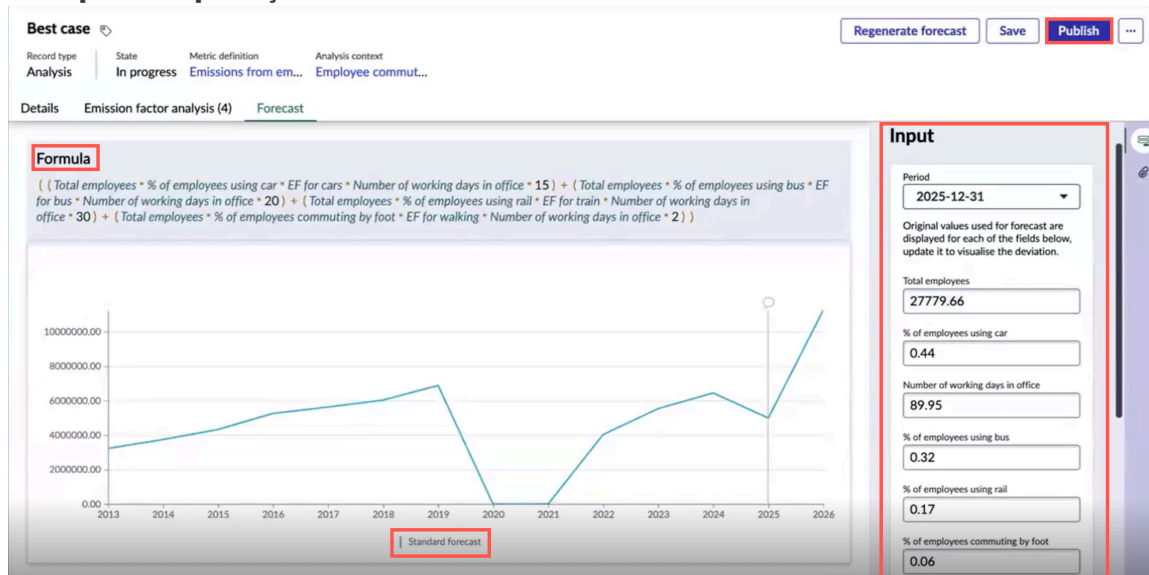 Best case
Regenerate forecast
Save
Publish
...
Record type
State
Metric definition
Analysis context
Analysis
In progress
Emissions from em...
Employee commut...
Details
Emission factor analysis (4)
Forecast
Formula
( ( Total employees * % of employees using car * EF for cars * Number of working days in office * 15 ) + ( Total employees * % of employees using bus * EF
for bus * Number of working days in office * 20 ) + ( Total employees * % of employees using rail * EF for train * Number of working days in
office * 30 ) + ( Total employees * % of employees commuting by foot * EF for walking * Number of working days in office * 2 ) )
10000000.00
8000000.00
6000000.00
4000000.00
2000000.00
0.00
2013 2014 2015 2016 2017 2018 2019 2020 2021 2022 2023 2024 2025 2026
Standard forecast
Input
Period
2025-12-31
Original values used for forecast are
displayed for each of the fields below,
update it to visualise the deviation.
Total employees
27779.66
% of employees using car
0.44
Number of working days in office
89.95
% of employees using bus
0.32
% of employees using rail
0.17
% of employees commuting by foot
0.06